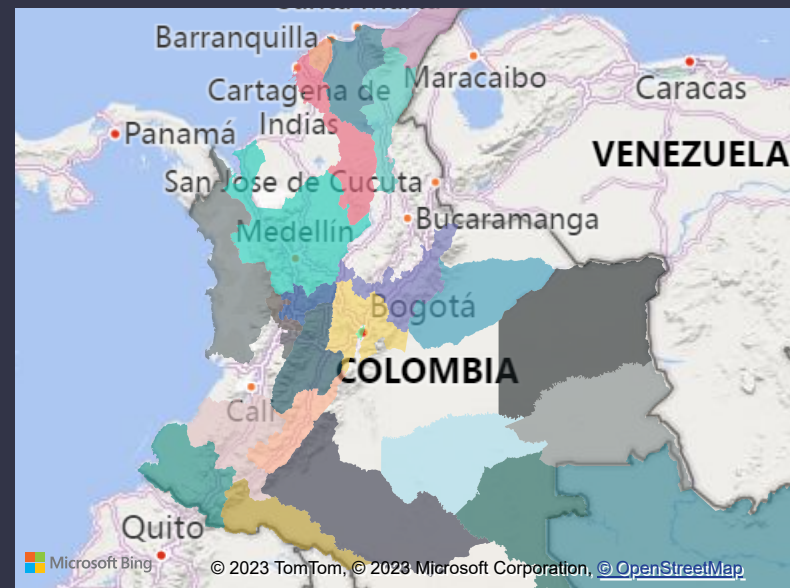 Barranquilla
Maracaibo
Cartagena de
Indias
Caracas
Panamá
VENEZUELA
San Jose de Cucuta
Bucaramanga
Medellín
Bogotá
COLOMBIA
Cali
Quito
Microsoft Bing
© 2023 TomTom, © 2023 Microsoft Corporation, © OpenStreetMap